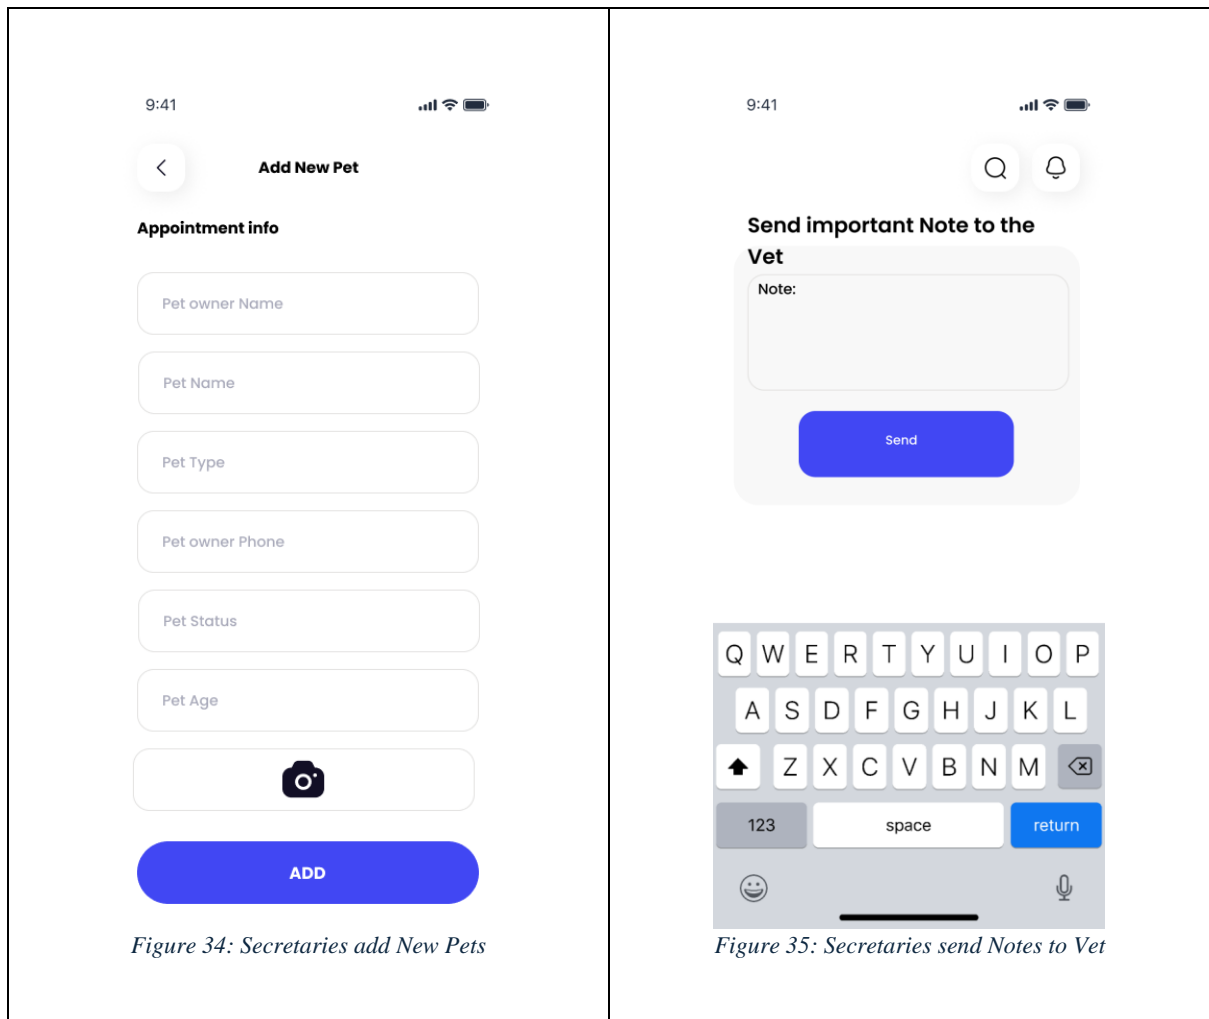 9:41
Add New Pet
Appointment info
Pet owner Name
Pet Name
Pet Type
Pet owner Phone
Pet Status
Pet Age
ADD
Figure 34: Secretaries add New Pets
9:41
Send important Note to the
Vet
Note:
Send
Q W E R T Y U I O P
A S D F G H J K L
Z X C V B N M
123 space return
Figure 35: Secretaries send Notes to Vet